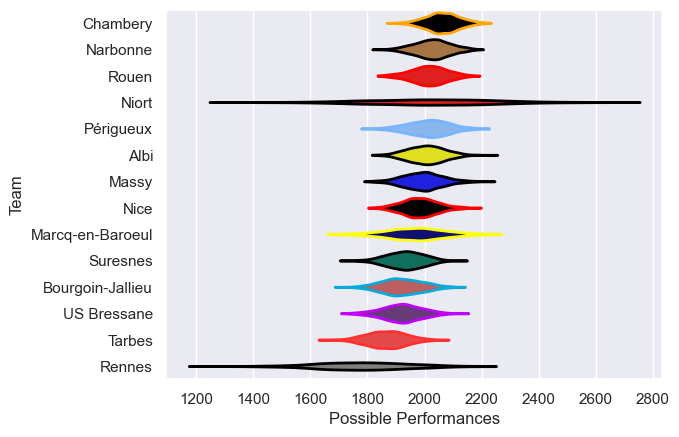 Team
Chambery
Narbonne
Rouen
Niort
Périgueux
Albi
Massy
Nice
Marcq-en-Baroeul
Suresnes
Bourgoin-Jallieu
US Bressane
Tarbes
Rennes
1200 1400 1600 1800 2000 2200 2400 2600 2800
Possible Performances